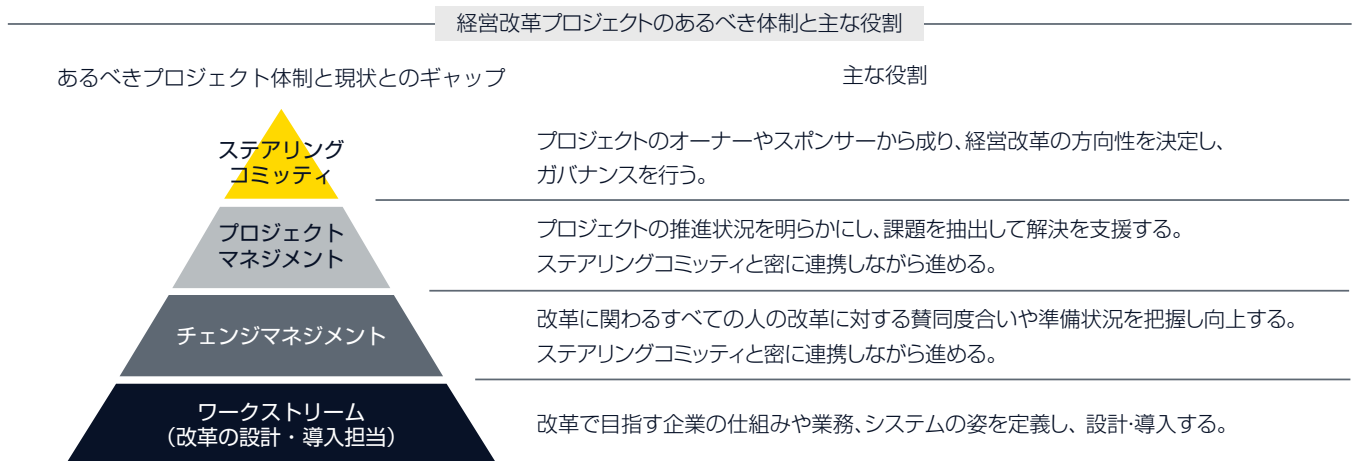 経営改革プロジェクトのあるべき体制と主な役割
あるべきプロジェクト体制と現状とのギャップ
主な役割
ステアリング
コミッティ
プロジェクトのオーナーやスポンサーから成り、経営改革の方向性を決定し、
ガバナンスを行う。
プロジェクト
マネジメント
プロジェクトの推進状況を明らかにし、課題を抽出して解決を支援する。
ステアリングコミッティと密に連携しながら進める。
チェンジマネジメント
改革に関わるすべての人の改革に対する賛同度合いや準備状況を把握し向上する。
ステアリングコミッティと密に連携しながら進める。
ワークストリーム
（改革の設計・導入担当）
改革で目指す企業の仕組みや業務、システムの姿を定義し、設計・導入する。